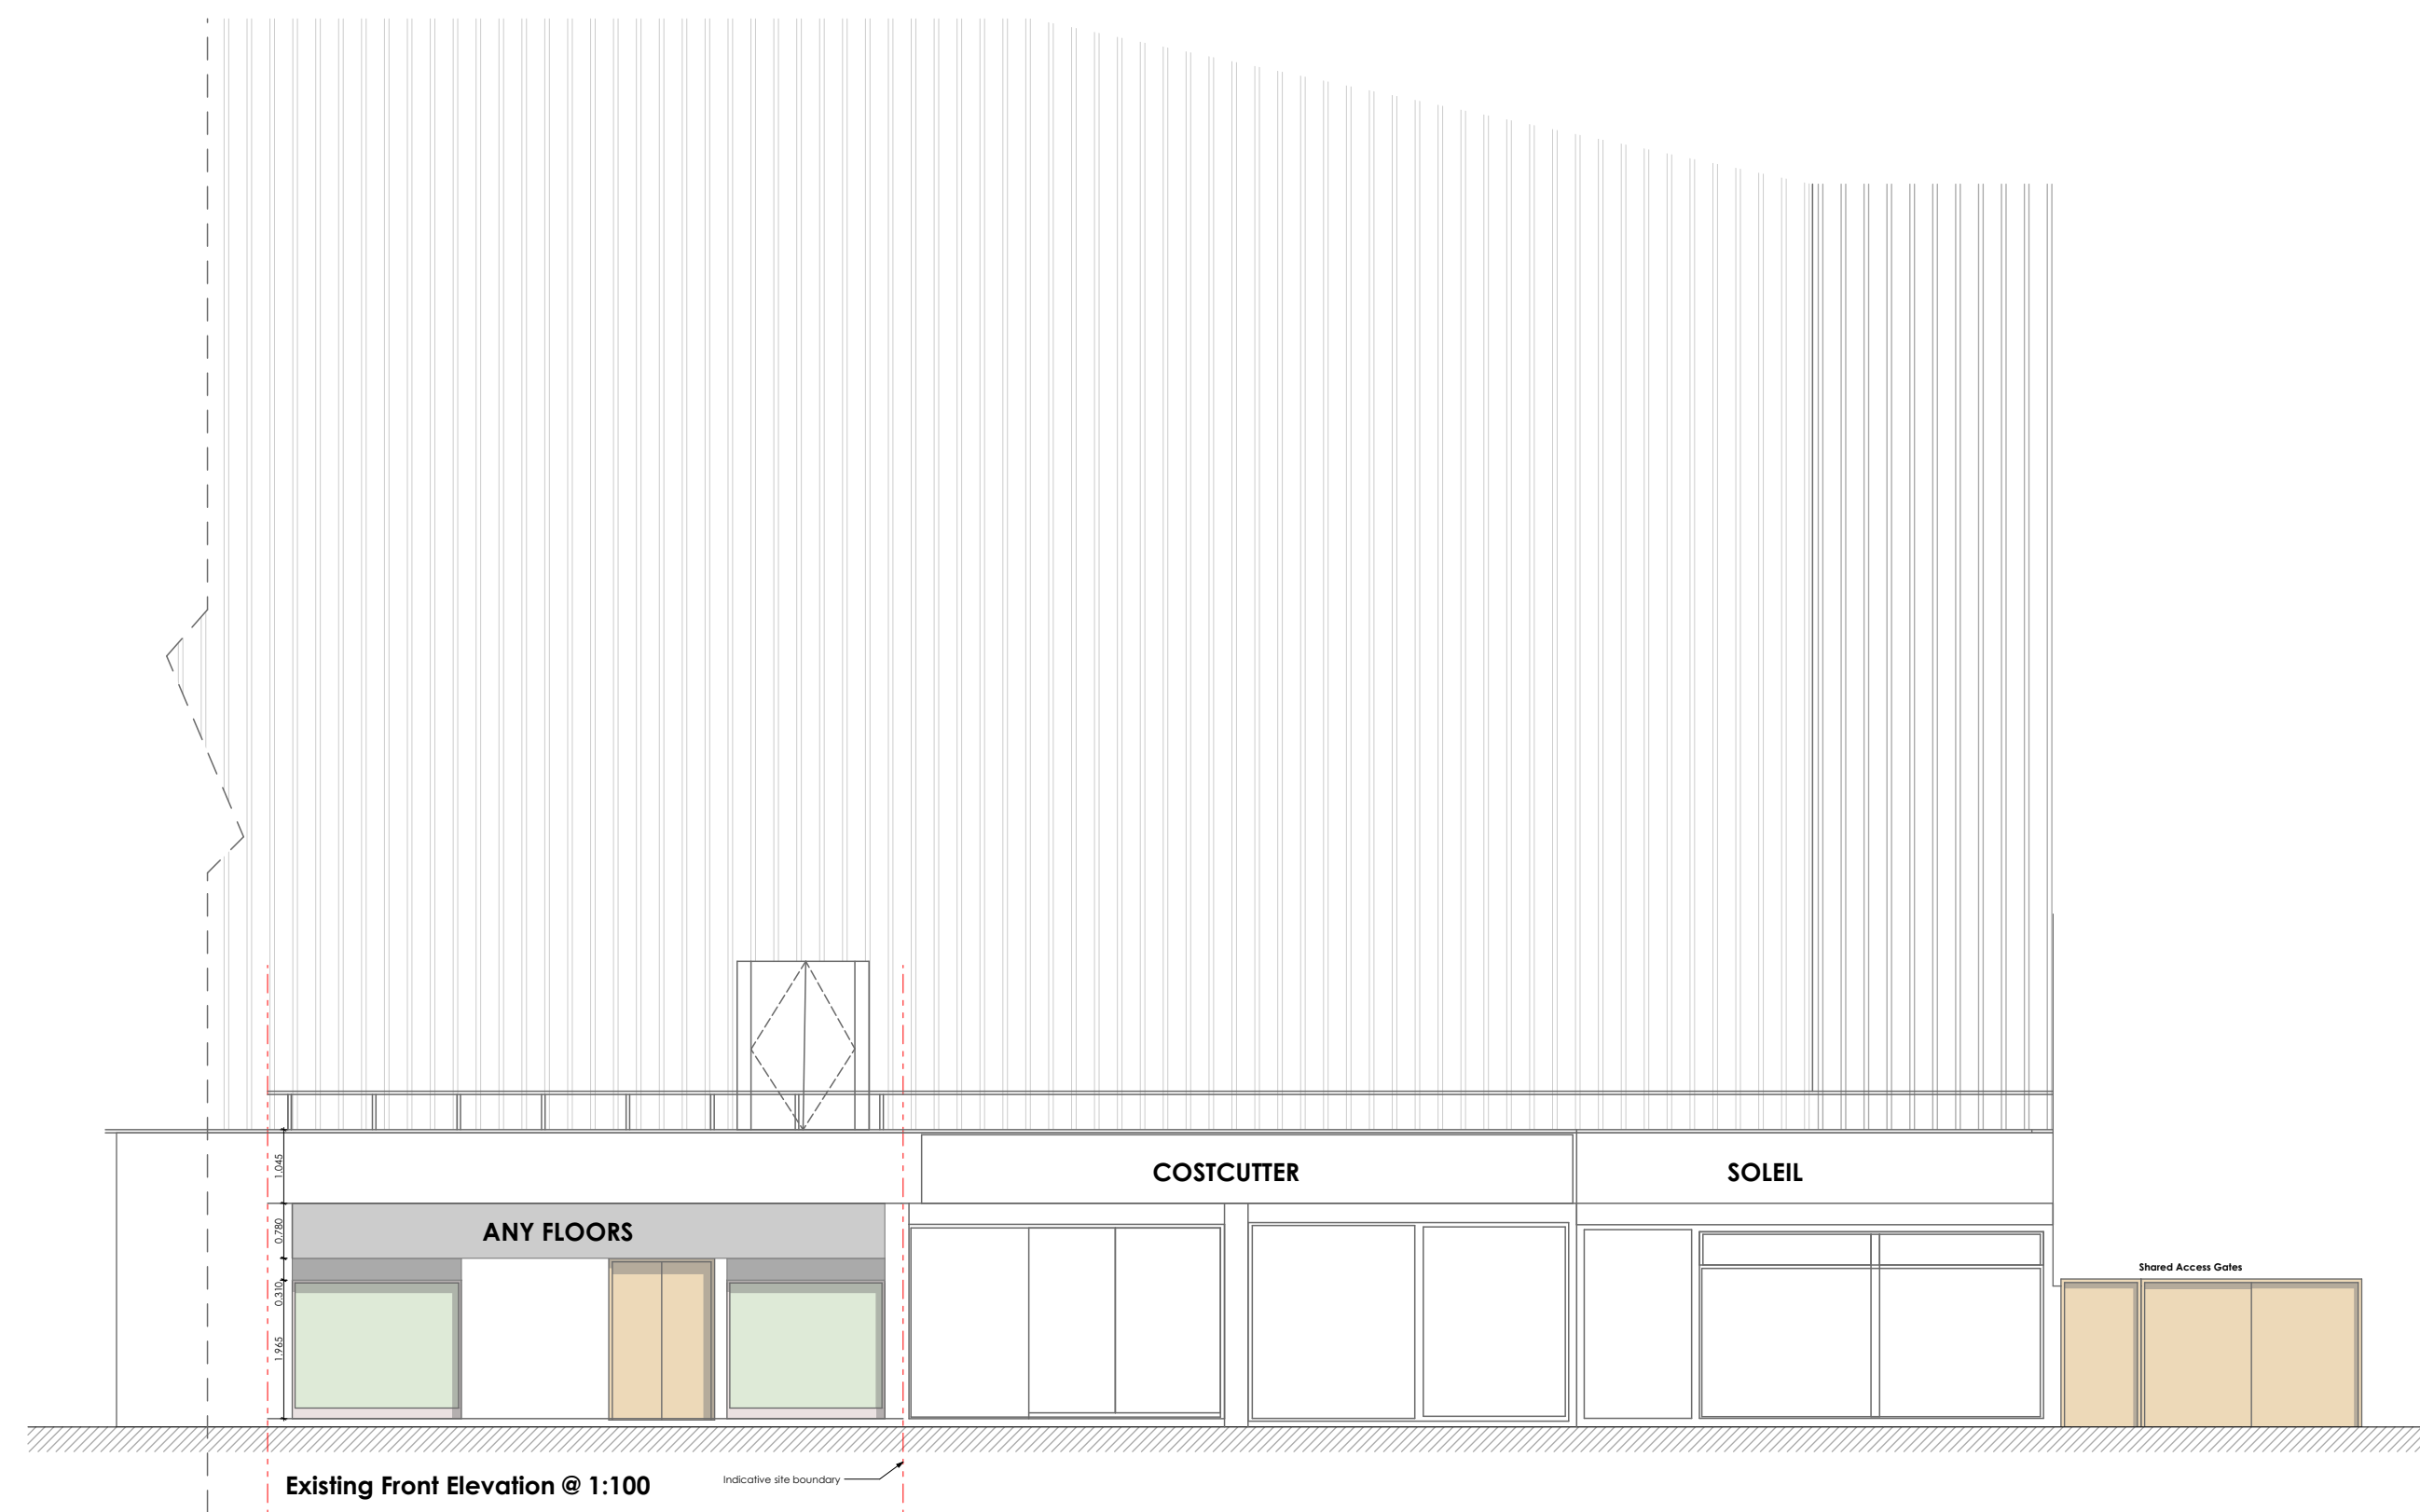 COSTCUTTER
SOLEIL
1.045
0.780
ANY FLOORS
0.310
1.965
Shared Access Gates
Existing Front Elevation @ 1:100
Indicative site boundary